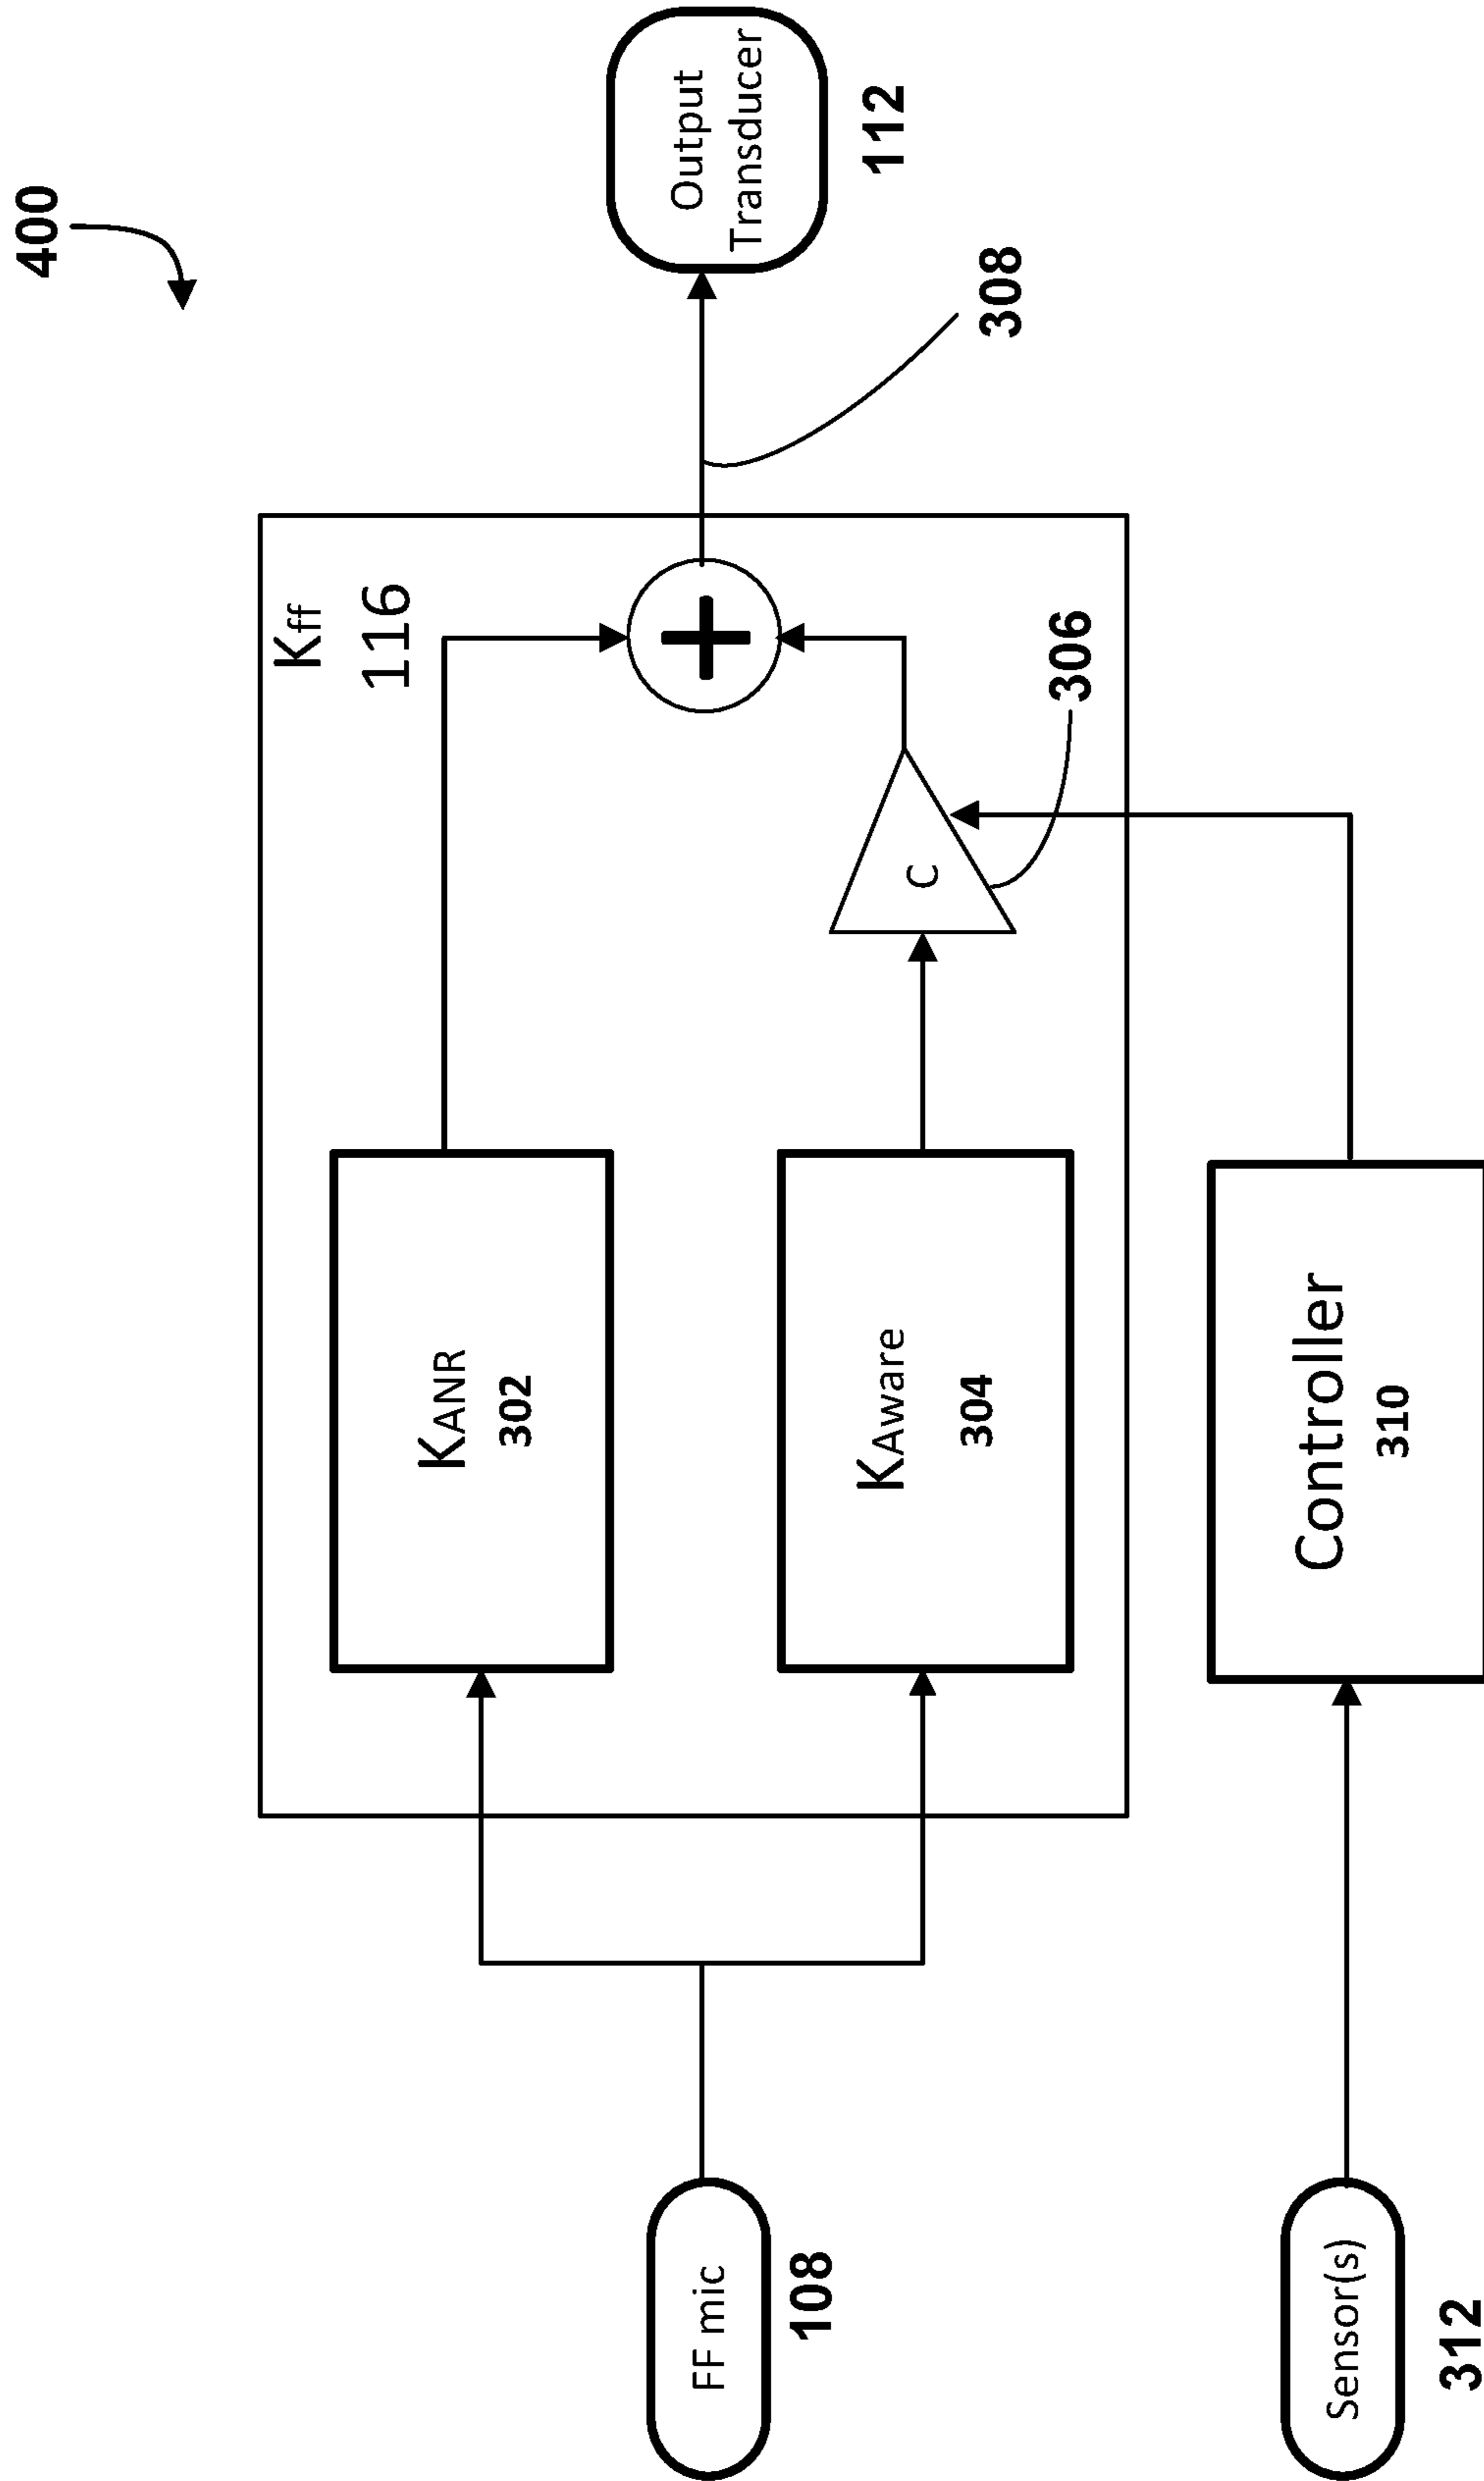 400
Kff
116
KANR
302
Output
Transducer
112
FF mic
108
308
KAware
304
C
306
Controller
310
Sensor(s)
312